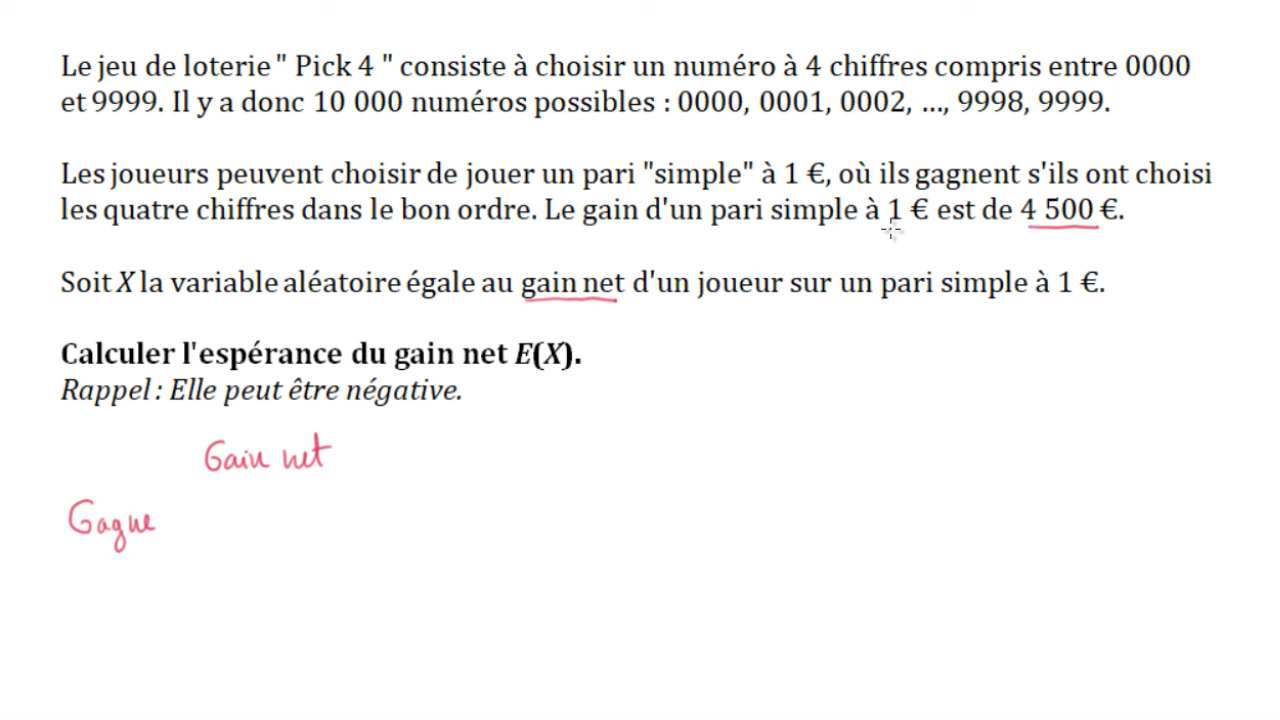 Le jeu de loterie " Pick 4 " consiste à choisir un numéro à 4 chiffres compris entre 0000
et 9999. Il y a donc 10 000 numéros possibles : 0000, 0001, 0002, ..., 9998, 9999.
Les joueurs peuvent choisir de jouer un pari "simple" à 1 €, où ils gagnent s'ils ont choisi
les quatre chiffres dans le bon ordre. Le gain d'un pari simple à 1 € est de 4 500 €.
Soit X la variable aléatoire égale au gain net d'un joueur sur un pari simple à 1 €.
Calculer l'espérance du gain net E(X).
Rappel : Elle peut être négative.
Gain net
Gagne